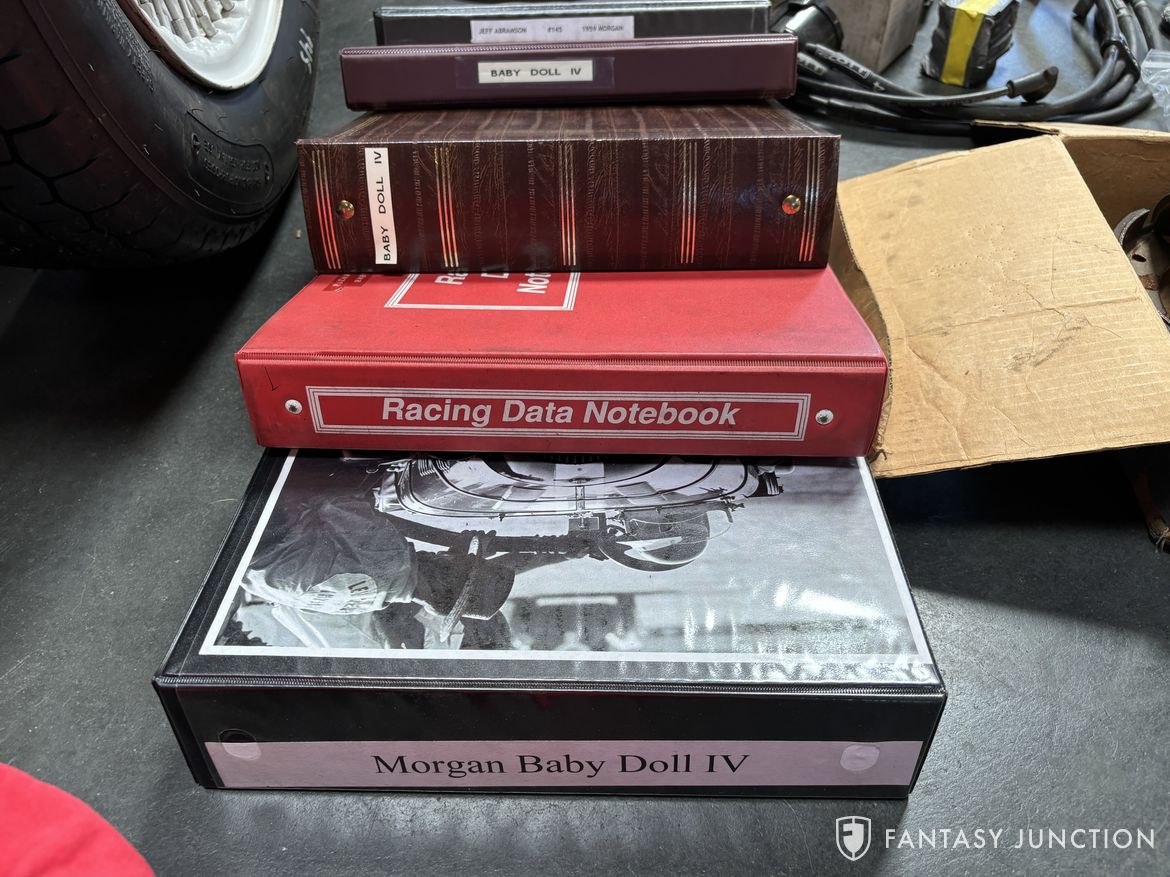 JEFF ABRAMSON #145 1959 MORGAN
BABY DOLL IV
BABY DOLL IV
Racing Data Notebook
Morgan Baby Doll IV
FANTASY JUNCTION